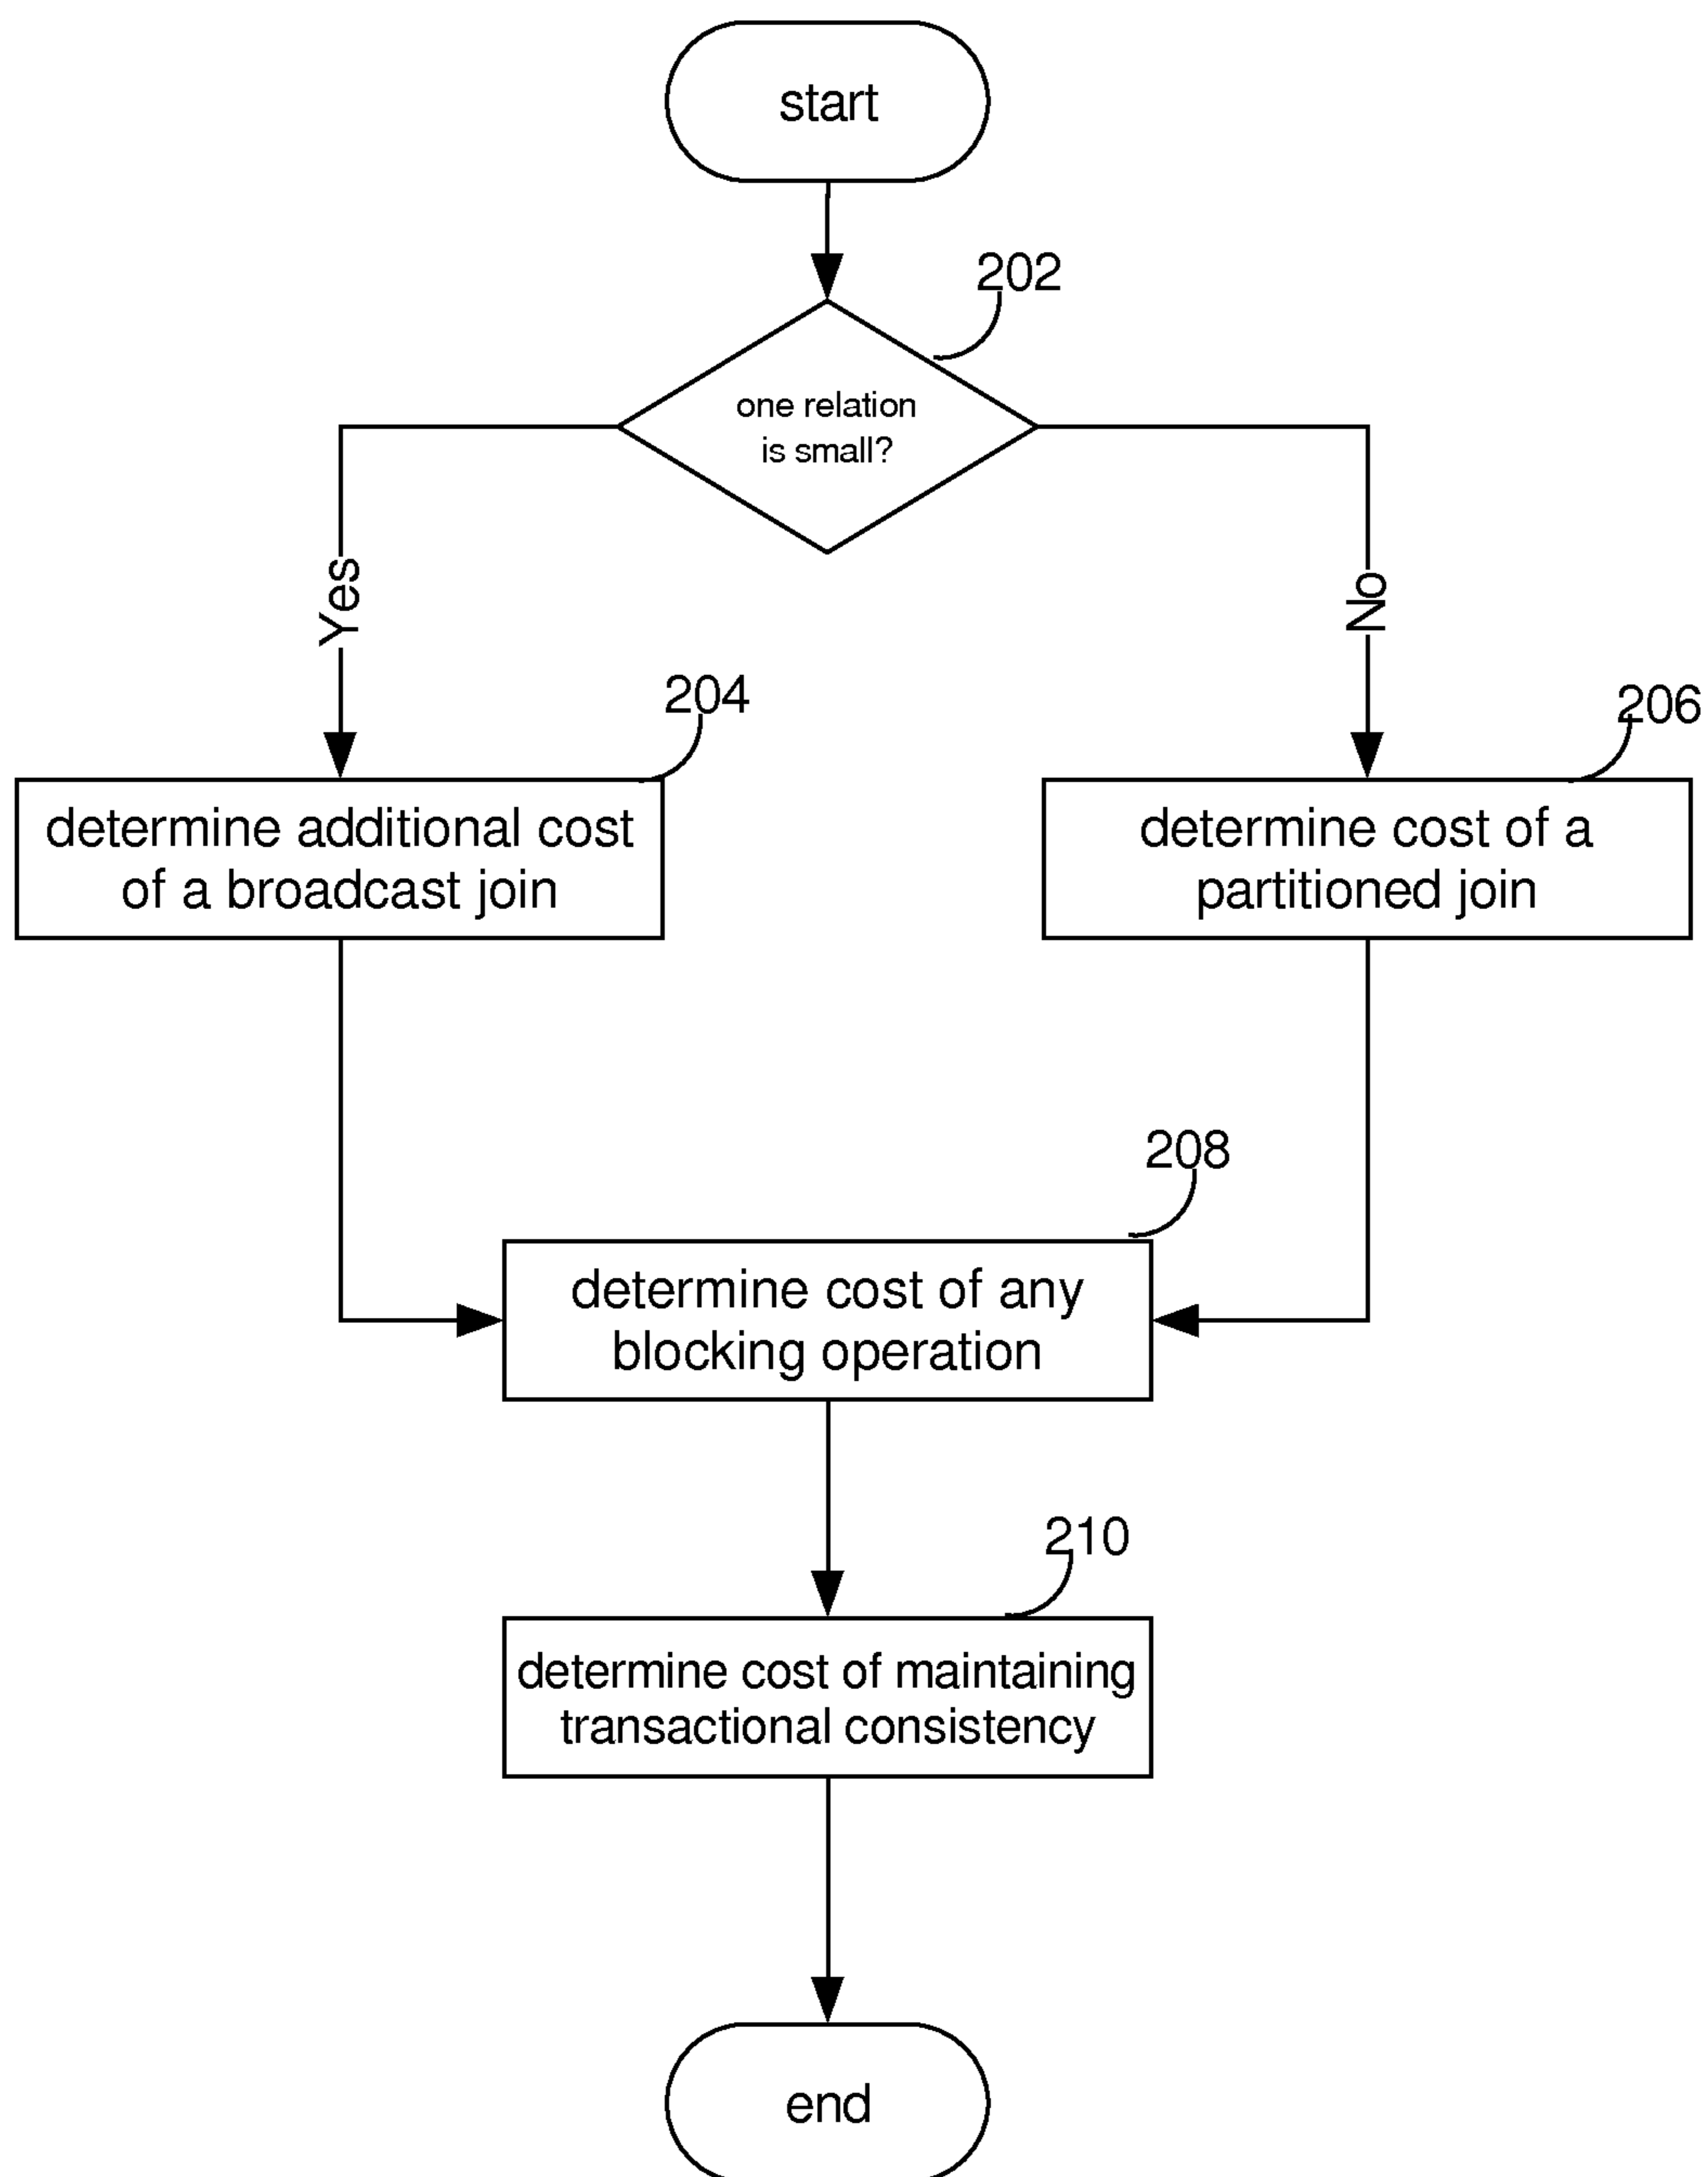 start
202
one relation
is small?
Yes
No
204
206
determine additional cost
of a broadcast join
determine cost of a
partitioned join
208
determine cost of any
blocking operation
210
determine cost of maintaining
transactional consistency
end